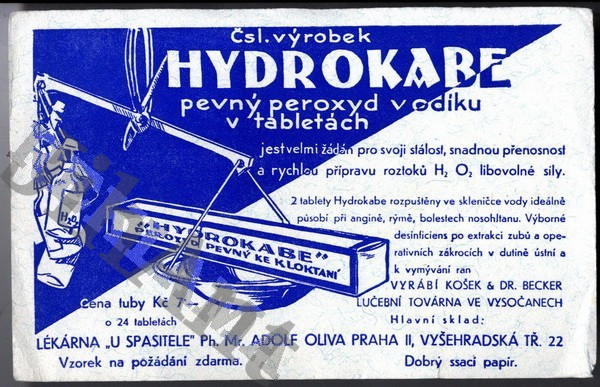 Čsl. výrobek
HYDROKABE
pevný peroxyd vodíku
v tabletách
jest velmi žádán pro svoji stálost, snadnou přenosnost
a rychlou přípravu roztoků H₂ O₂ libovolné síly.
2 tablety Hydrokabe rozpuštěny ve skleničce vody ideálně
působí při angině, rýmě, bolestech nosohltanu. Výborné
desinficiens po extrakci zubů a ope-
rativních zákrocích v dutině ústní a
k vymývání ran
H₂O₂
"HYDROKABE"
PEROXYD PEVNÝ KE KLOKTÁNÍ
VYRÁBÍ KOŠEK & DR. BECKER
LUČEBNÍ TOVÁRNA VE VYSOČANECH
Cena tuby Kč 7—
o 24 tabletách
Hlavní sklad:
LÉKÁRNA „U SPASITELE" Ph. Mr. ADOLF OLIVA PRAHA II, VYŠEHRADSKÁ TŘ. 22
Vzorek na požádání zdarma.
Dobrý ssací papír.